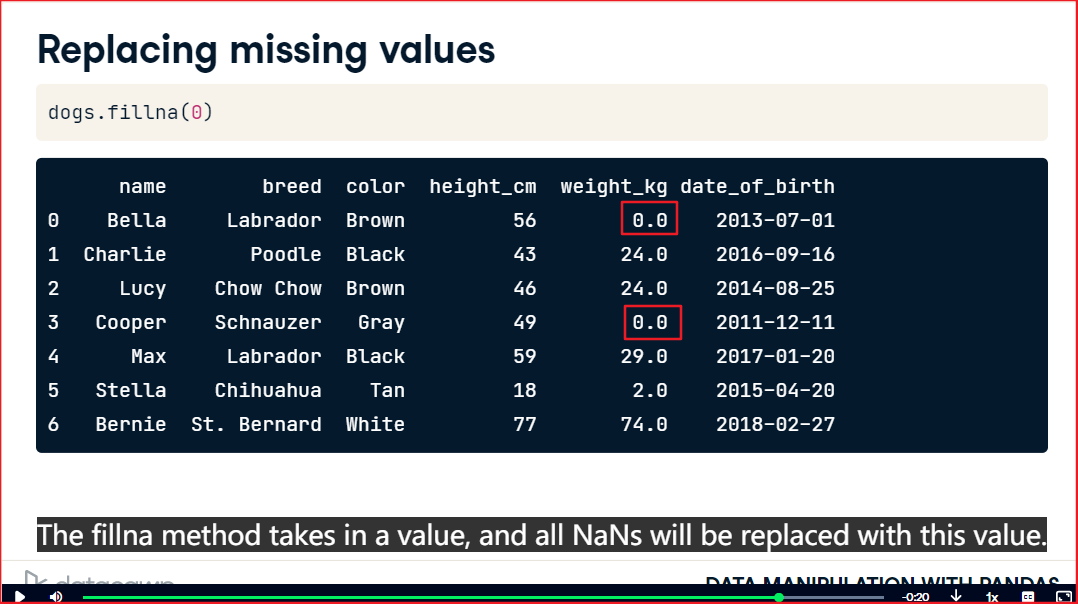 Replacing missing values
dogs.fillna(0)
name breed color height_cm weight_kg date_of_birth
0 Bella Labrador Brown 56 0.0 2013-07-01
1 Charlie Poodle Black 43 24.0 2016-09-16
2 Lucy Chow Chow Brown 46 24.0 2014-08-25
3 Cooper Schnauzer Gray 49 0.0 2011-12-11
4 Max Labrador Black 59 29.0 2017-01-20
5 Stella Chihuahua Tan 18 2.0 2015-04-20
6 Bernie St. Bernard White 77 74.0 2018-02-27
The fillna method takes in a value, and all NaNs will be replaced with this value.
datacamp
DATA MANIPULATION WITH PANDAS
-0:20 1x CC